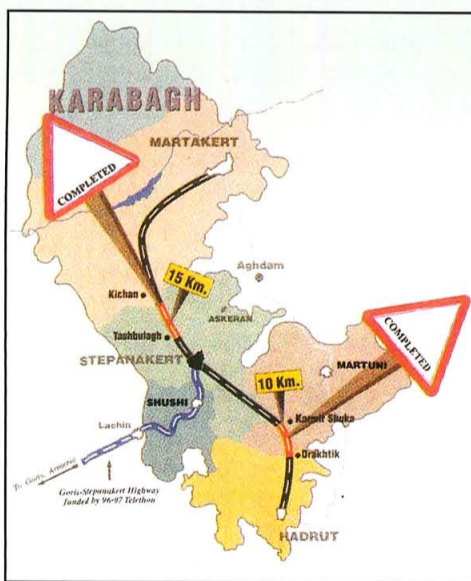 KARABAGH
MARTAKERT
COMPLETED
Kichan
15 Km.
Aghdam
ASKERAN
Tashbulagh
STEPANAKERT
COMPLETED
MARTUNI
10 Km.
SHUSHI
Karmir Shuka
Lachin
Drakhtik
To Goris, Armenia
Goris-Stepanakert Highway
funded by 96-97 Telethon
HADRUT